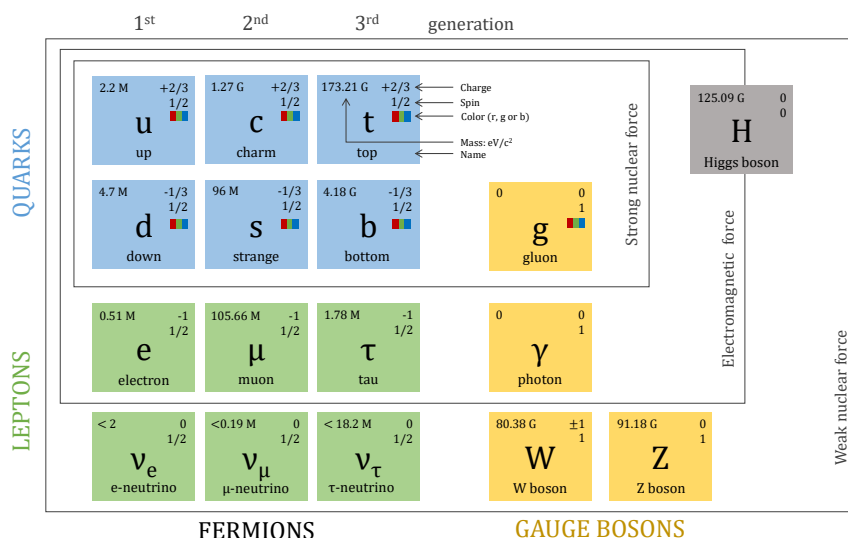 1st 2nd 3rd generation
QUARKS
LEPTONS
2.2 M +2/3
1/2
u
up
1.27 G +2/3
1/2
c
charm
173.21 G +2/3
1/2
t
top
Charge
Spin
Color (r, g or b)
Mass: eV/c²
Name
125.09 G 0
0
H
Higgs boson
4.7 M -1/3
1/2
d
down
96 M -1/3
1/2
s
strange
4.18 G -1/3
1/2
b
bottom
0 0
1
g
gluon
Strong nuclear force
Electromagnetic force
Weak nuclear force
0.51 M -1
1/2
e
electron
105.66 M -1
1/2
μ
muon
1.78 M -1
1/2
τ
tau
0 0
1
γ
photon
< 2 0
1/2
νe
e-neutrino
<0.19 M 0
1/2
νμ
μ-neutrino
< 18.2 M 0
1/2
ντ
τ-neutrino
80.38 G ±1
1
W
W boson
91.18 G 0
1
Z
Z boson
FERMIONS
GAUGE BOSONS